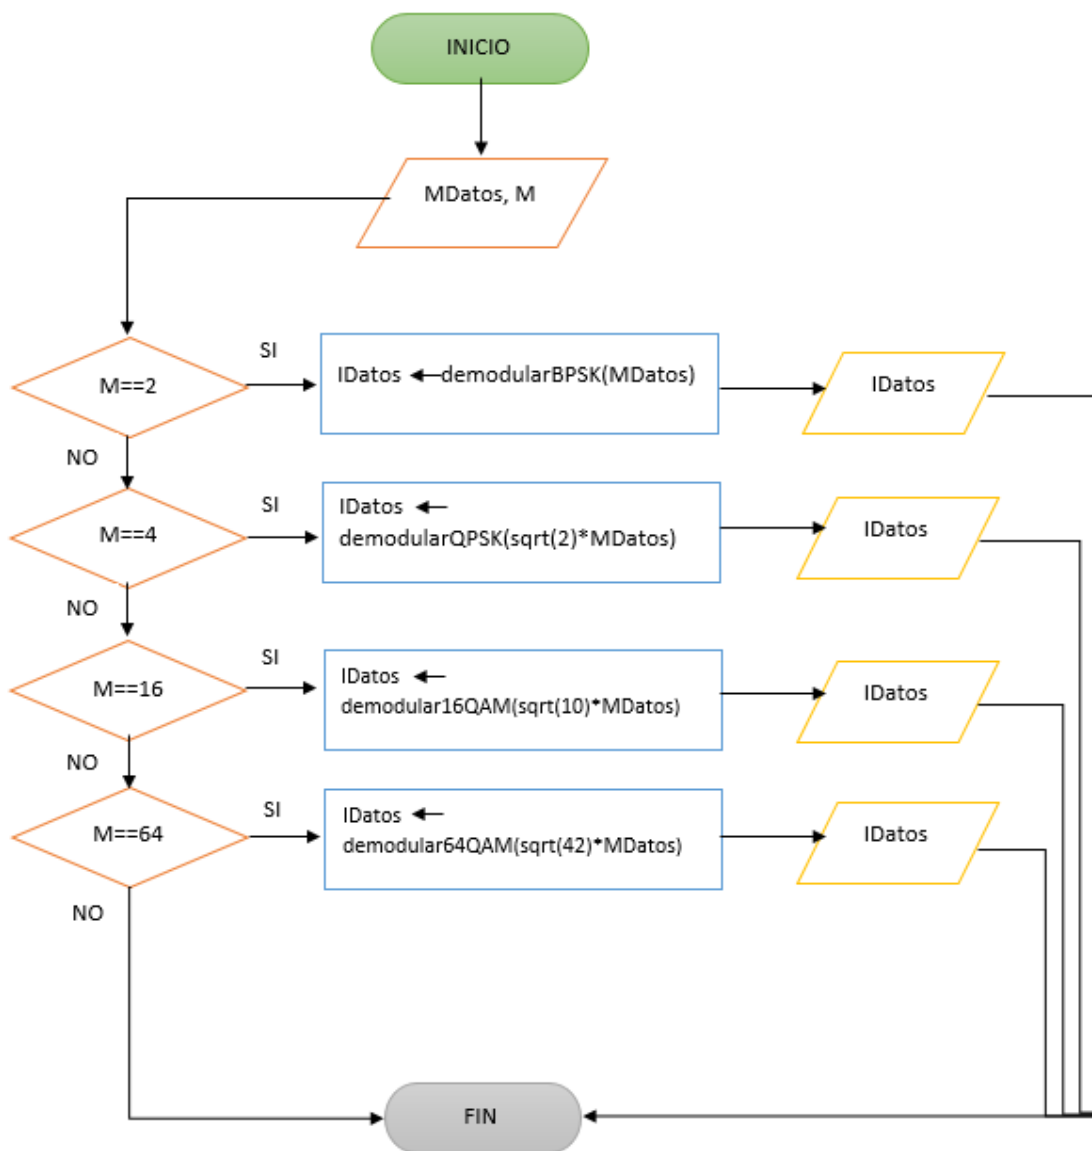 INICIO
MDatos, M
M==2
SI
IDatos ←demodularBPSK(MDatos)
IDatos
NO
M==4
SI
IDatos ←
demodularQPSK(sqrt(2)*MDatos)
IDatos
NO
M==16
SI
IDatos ←
demodular16QAM(sqrt(10)*MDatos)
IDatos
NO
M==64
SI
IDatos ←
demodular64QAM(sqrt(42)*MDatos)
IDatos
NO
FIN